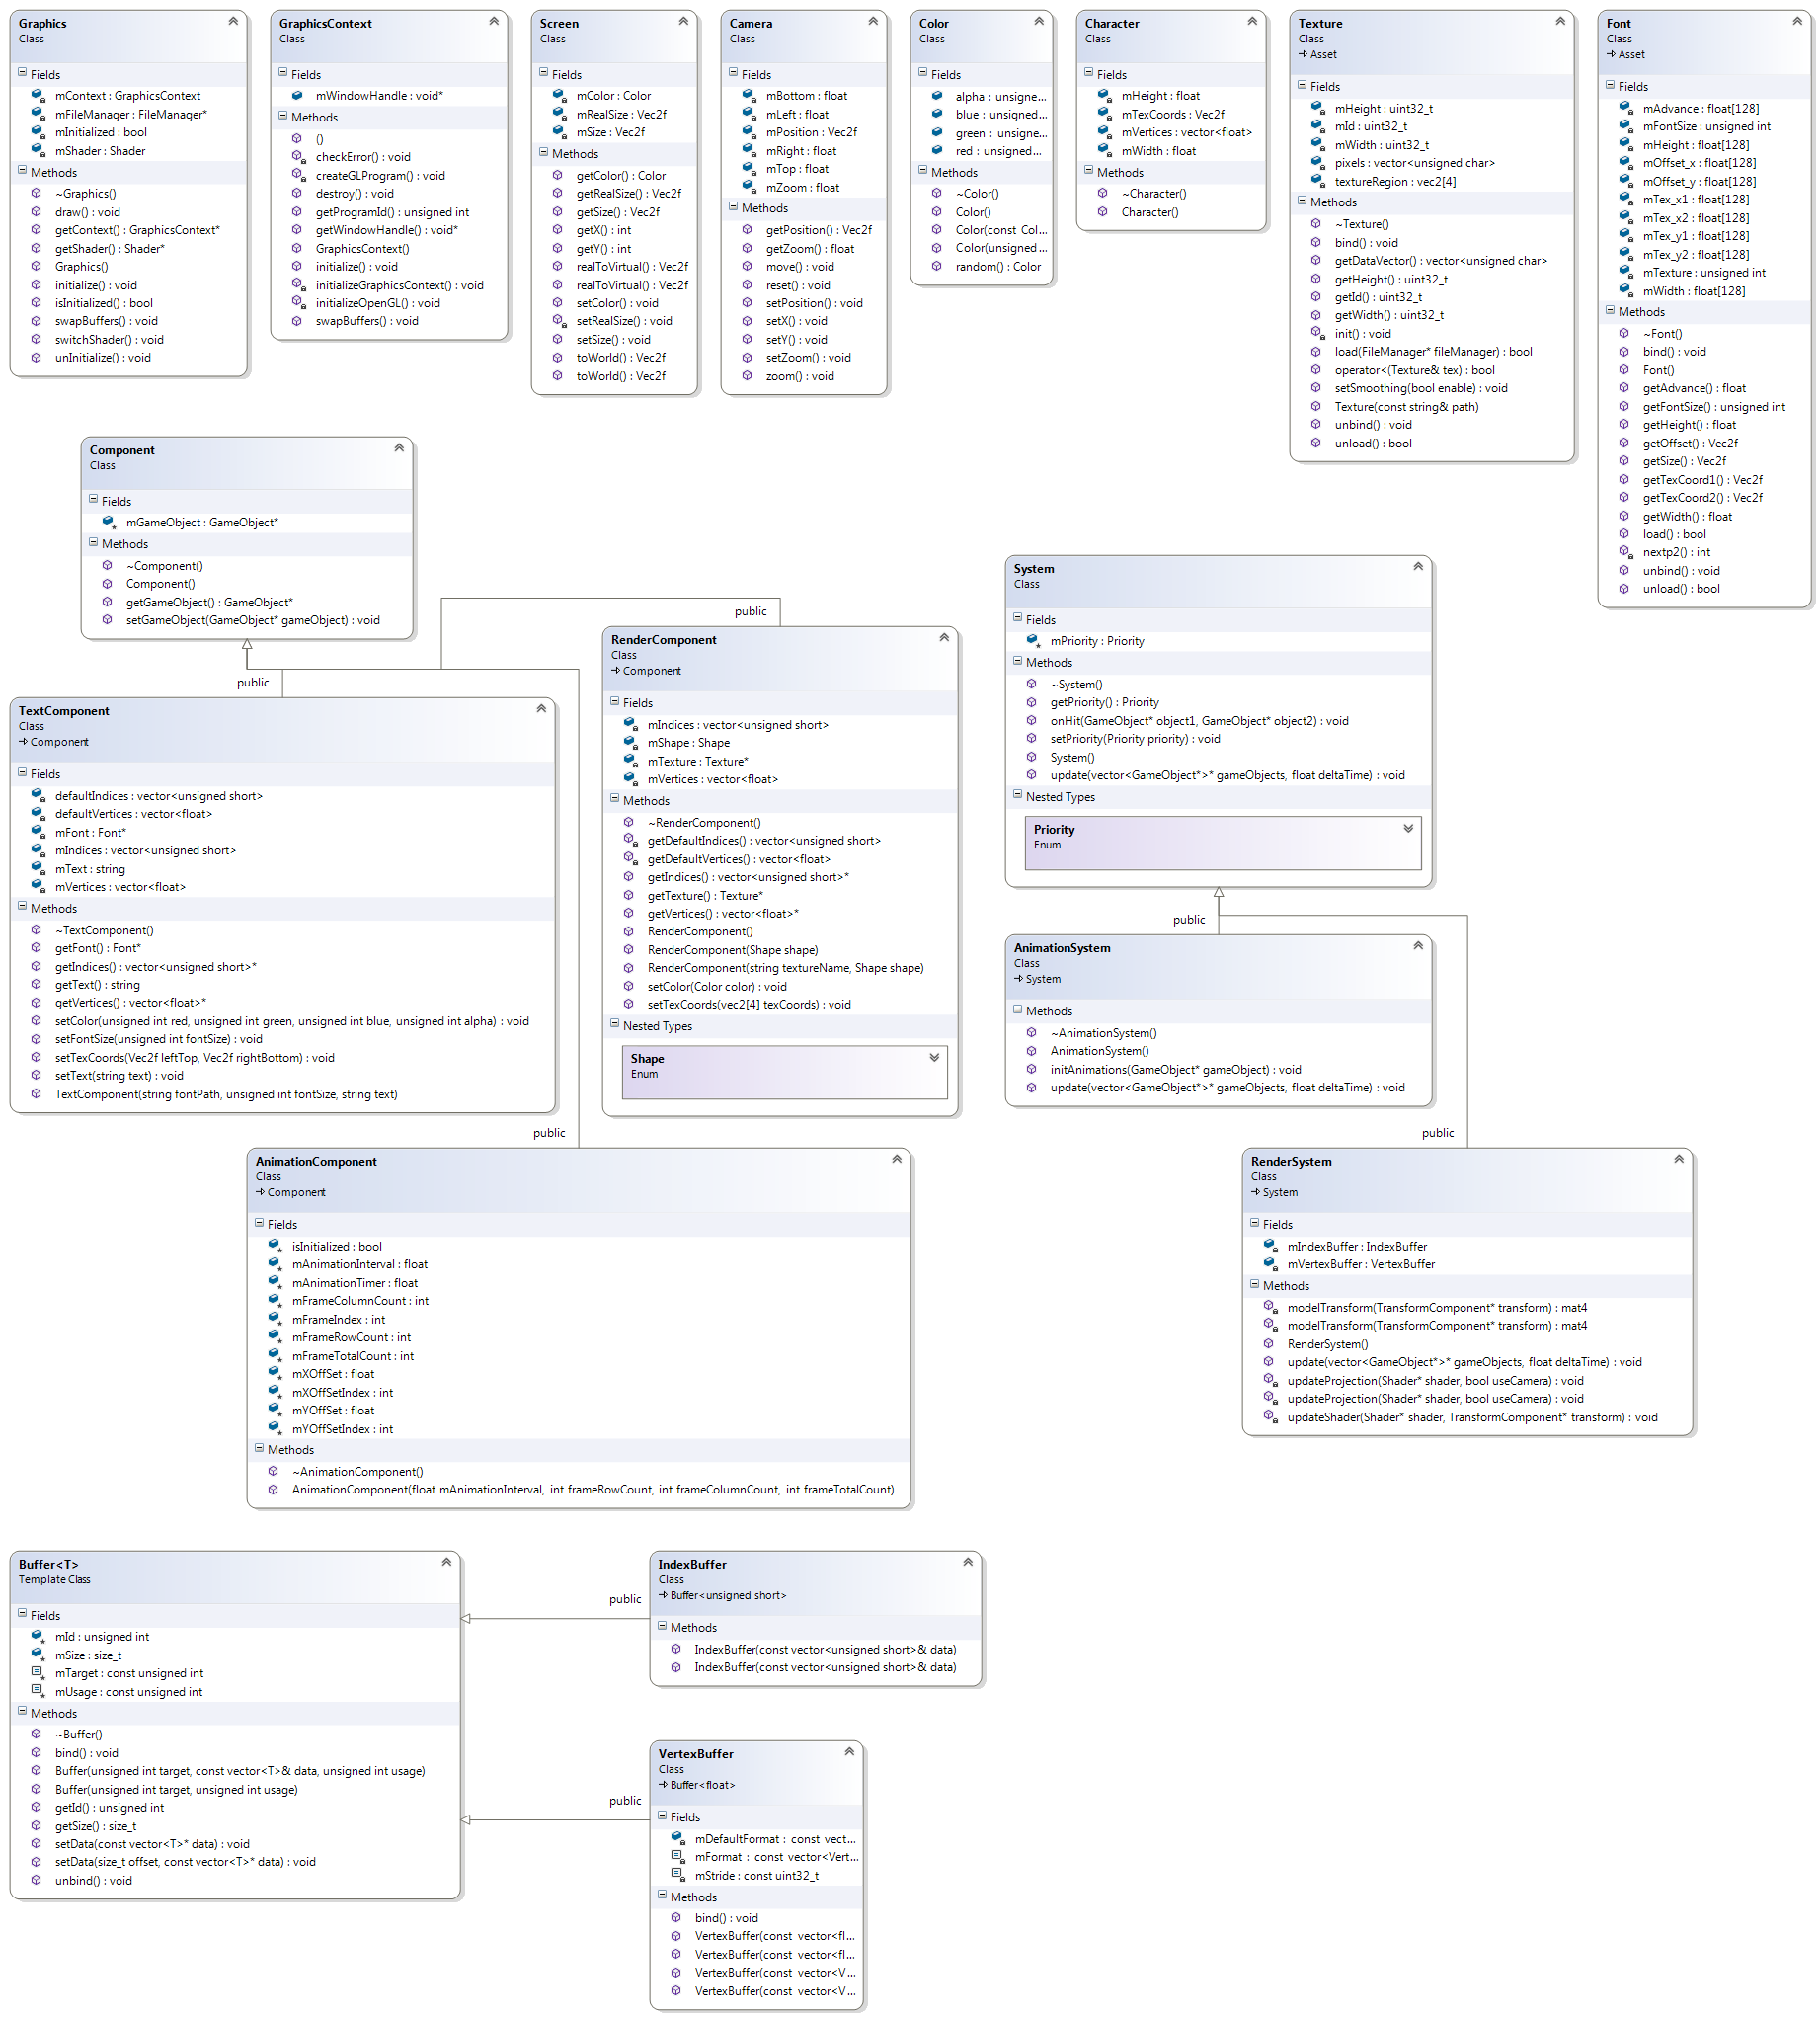 Graphics
Class
Fields
mContext : GraphicsContext
mFileManager : FileManager*
mInitialized : bool
mShader : Shader
Methods
~Graphics()
draw() : void
getContext() : GraphicsContext*
getShader() : Shader*
Graphics()
initialize() : void
isInitialized() : bool
swapBuffers() : void
switchShader() : void
unInitialize() : void
GraphicsContext
Class
Fields
mWindowHandle : void*
Methods
()
checkError() : void
createGLProgram() : void
destroy() : void
getProgramId() : unsigned int
getWindowHandle() : void*
GraphicsContext()
initialize() : void
initializeGraphicsContext() : void
initializeOpenGL() : void
swapBuffers() : void
Screen
Class
Fields
mColor : Color
mRealSize : Vec2f
mSize : Vec2f
Methods
getColor() : Color
getRealSize() : Vec2f
getSize() : Vec2f
getX() : int
getY() : int
realToVirtual() : Vec2f
realToVirtual() : Vec2f
setColor() : void
setRealSize() : void
setSize() : void
toWorld() : Vec2f
toWorld() : Vec2f
Camera
Class
Fields
mBottom : float
mLeft : float
mPosition : Vec2f
mRight : float
mTop : float
mZoom : float
Methods
getPosition() : Vec2f
getZoom() : float
move() : void
reset() : void
setPosition() : void
setX() : void
setY() : void
setZoom() : void
zoom() : void
Color
Class
Fields
alpha : unsigne...
blue : unsigned...
green : unsigne...
red : unsigned...
Methods
~Color()
Color()
Color(const Col...
Color(unsigned...
random() : Color
Character
Class
Fields
mHeight : float
mTexCoords : Vec2f
mVertices : vector<float>
mWidth : float
Methods
~Character()
Character()
Texture
Class
Asset
Fields
mHeight : uint32_t
mId : uint32_t
mWidth : uint32_t
pixels : vector<unsigned char>
textureRegion : vec2[4]
Methods
~Texture()
bind() : void
getDataVector() : vector<unsigned char>
getHeight() : uint32_t
getId() : uint32_t
getWidth() : uint32_t
init() : void
load(FileManager* fileManager) : bool
operator<(Texture& tex) : bool
setSmoothing(bool enable) : void
Texture(const string& path)
unbind() : void
unload() : bool
Font
Class
Asset
Fields
mAdvance : float[128]
mFontSize : unsigned int
mHeight : float[128]
mOffset_x : float[128]
mOffset_y : float[128]
mTex_x1 : float[128]
mTex_x2 : float[128]
mTex_y1 : float[128]
mTex_y2 : float[128]
mTexture : unsigned int
mWidth : float[128]
Methods
~Font()
bind() : void
Font()
getAdvance() : float
getFontSize() : unsigned int
getHeight() : float
getOffset() : Vec2f
getSize() : Vec2f
getTexCoord1() : Vec2f
getTexCoord2() : Vec2f
getWidth() : float
load() : bool
nextp2() : int
unbind() : void
unload() : bool
Component
Class
Fields
mGameObject : GameObject*
Methods
~Component()
Component()
getGameObject() : GameObject*
setGameObject(GameObject* gameObject) : void
public
public
TextComponent
Class
Component
Fields
defaultIndices : vector<unsigned short>
defaultVertices : vector<float>
mFont : Font*
mIndices : vector<unsigned short>
mText : string
mVertices : vector<float>
Methods
~TextComponent()
getFont() : Font*
getIndices() : vector<unsigned short>*
getText() : string
getVertices() : vector<float>*
setColor(unsigned int red, unsigned int green, unsigned int blue, unsigned int alpha) : void
setFontSize(unsigned int fontSize) : void
setTexCoords(Vec2f leftTop, Vec2f rightBottom) : void
setText(string text) : void
TextComponent(string fontPath, unsigned int fontSize, string text)
RenderComponent
Class
Component
Fields
mIndices : vector<unsigned short>
mShape : Shape
mTexture : Texture*
mVertices : vector<float>
Methods
~RenderComponent()
getDefaultIndices() : vector<unsigned short>
getDefaultVertices() : vector<float>
getIndices() : vector<unsigned short>*
getTexture() : Texture*
getVertices() : vector<float>*
RenderComponent()
RenderComponent(Shape shape)
RenderComponent(string textureName, Shape shape)
setColor(Color color) : void
setTexCoords(vec2[4] texCoords) : void
Nested Types
Shape
Enum
System
Class
Fields
mPriority : Priority
Methods
~System()
getPriority() : Priority
onHit(GameObject* object1, GameObject* object2) : void
setPriority(Priority priority) : void
System()
update(vector<GameObject*>* gameObjects, float deltaTime) : void
Nested Types
Priority
Enum
public
AnimationSystem
Class
System
Methods
~AnimationSystem()
AnimationSystem()
initAnimations(GameObject* gameObject) : void
update(vector<GameObject*>* gameObjects, float deltaTime) : void
public
public
AnimationComponent
Class
Component
Fields
isInitialized : bool
mAnimationInterval : float
mAnimationTimer : float
mFrameColumnCount : int
mFrameIndex : int
mFrameRowCount : int
mFrameTotalCount : int
mXOffSet : float
mXOffSetIndex : int
mYOffSet : float
mYOffSetIndex : int
Methods
~AnimationComponent()
AnimationComponent(float mAnimationInterval, int frameRowCount, int frameColumnCount, int frameTotalCount)
RenderSystem
Class
System
Fields
mIndexBuffer : IndexBuffer
mVertexBuffer : VertexBuffer
Methods
modelTransform(TransformComponent* transform) : mat4
modelTransform(TransformComponent* transform) : mat4
RenderSystem()
update(vector<GameObject*>* gameObjects, float deltaTime) : void
updateProjection(Shader* shader, bool useCamera) : void
updateProjection(Shader* shader, bool useCamera) : void
updateShader(Shader* shader, TransformComponent* transform) : void
Buffer<T>
Template Class
Fields
mId : unsigned int
mSize : size_t
mTarget : const unsigned int
mUsage : const unsigned int
Methods
~Buffer()
bind() : void
Buffer(unsigned int target, const vector<T>& data, unsigned int usage)
Buffer(unsigned int target, unsigned int usage)
getId() : unsigned int
getSize() : size_t
setData(const vector<T>* data) : void
setData(size_t offset, const vector<T>* data) : void
unbind() : void
public
IndexBuffer
Class
Buffer<unsigned short>
Methods
IndexBuffer(const vector<unsigned short>& data)
IndexBuffer(const vector<unsigned short>& data)
public
VertexBuffer
Class
Buffer<float>
Fields
mDefaultFormat : const vect...
mFormat : const vector<Vert...
mStride : const uint32_t
Methods
bind() : void
VertexBuffer(const vector<fl...
VertexBuffer(const vector<fl...
VertexBuffer(const vector<V...
VertexBuffer(const vector<V...